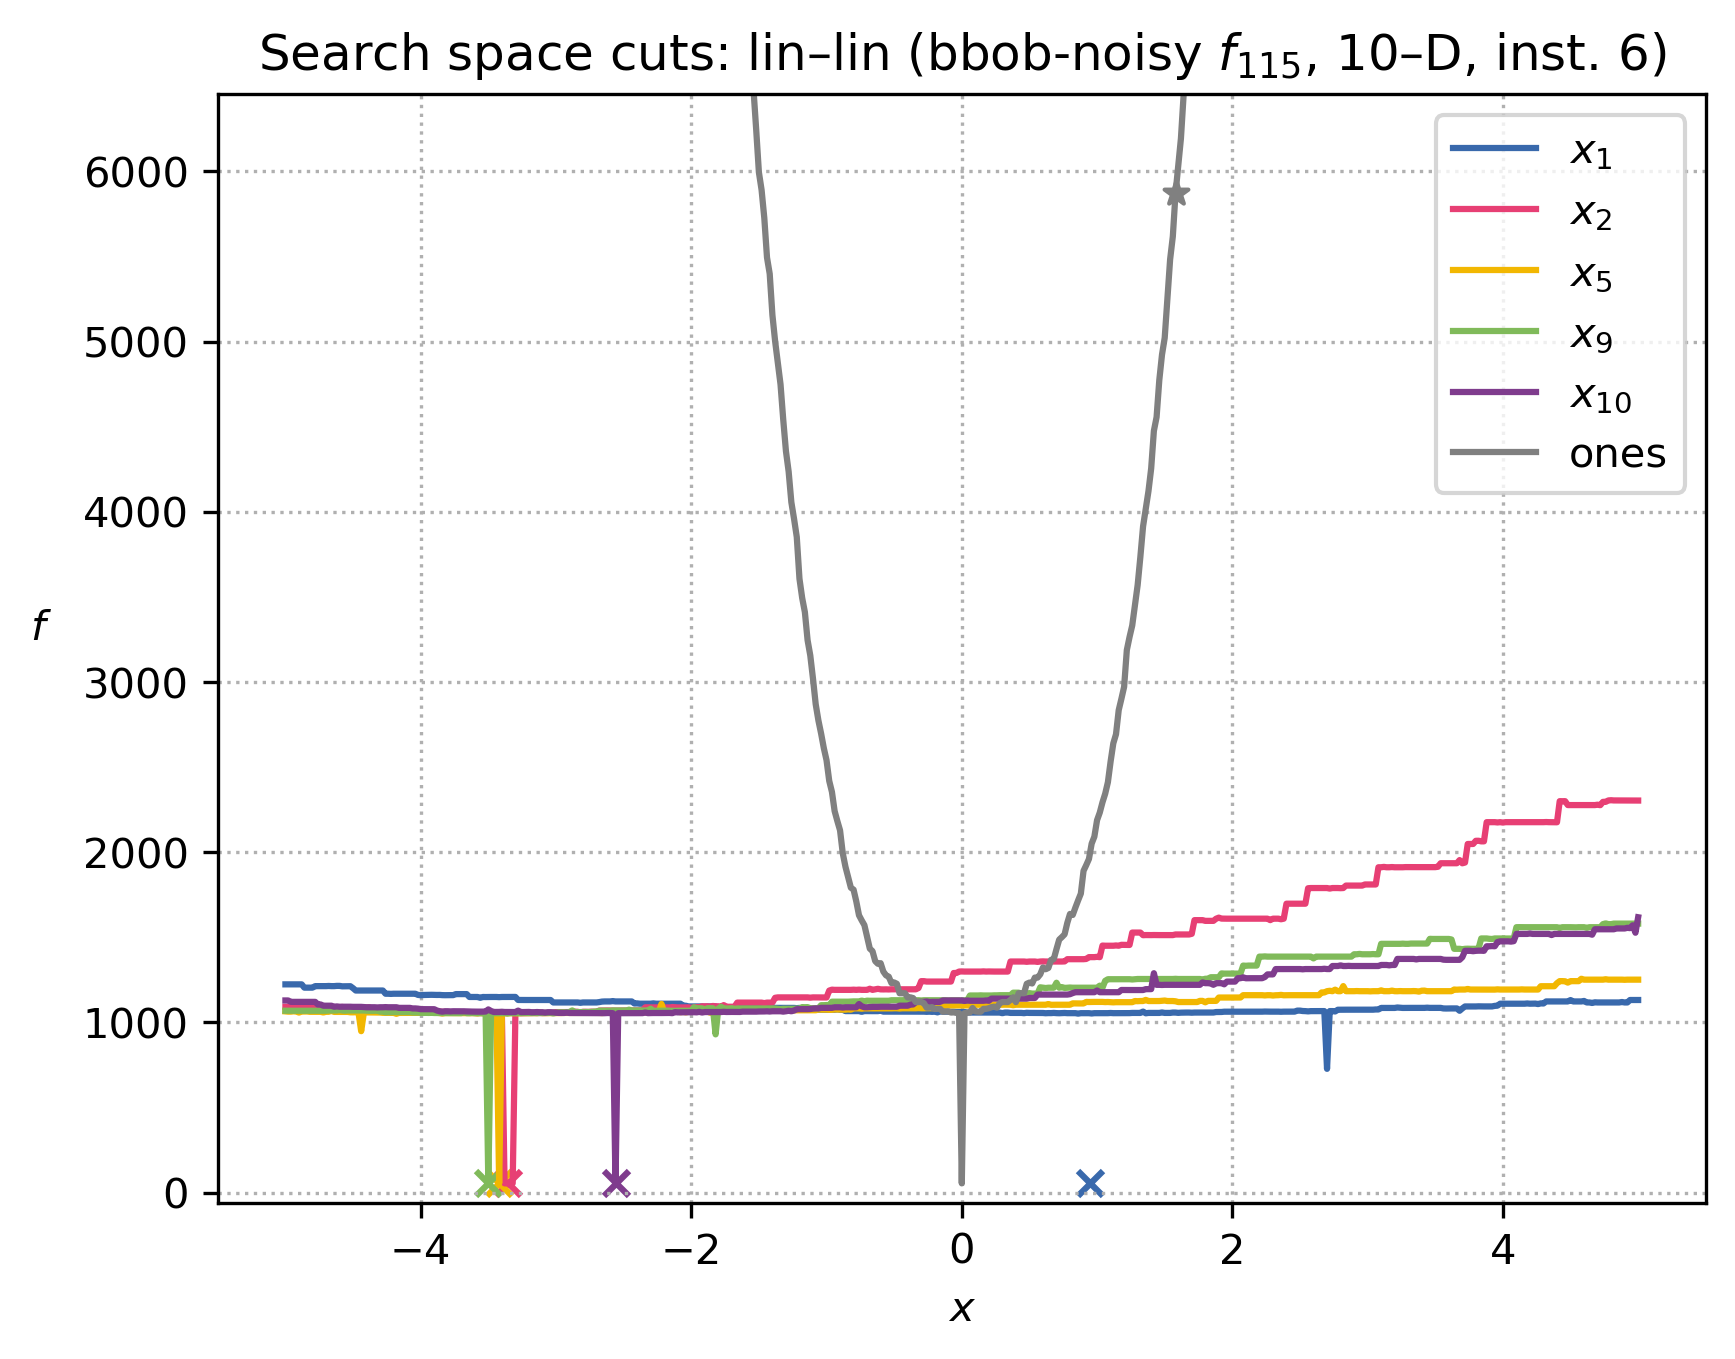 Search space cuts: lin–lin (bbob-noisy f₁₁₅, 10–D, inst. 6)
6000
5000
4000
3000
2000
1000
0
f
−4
−2
0
2
4
x
x₁
x₂
x₅
x₉
x₁₀
ones